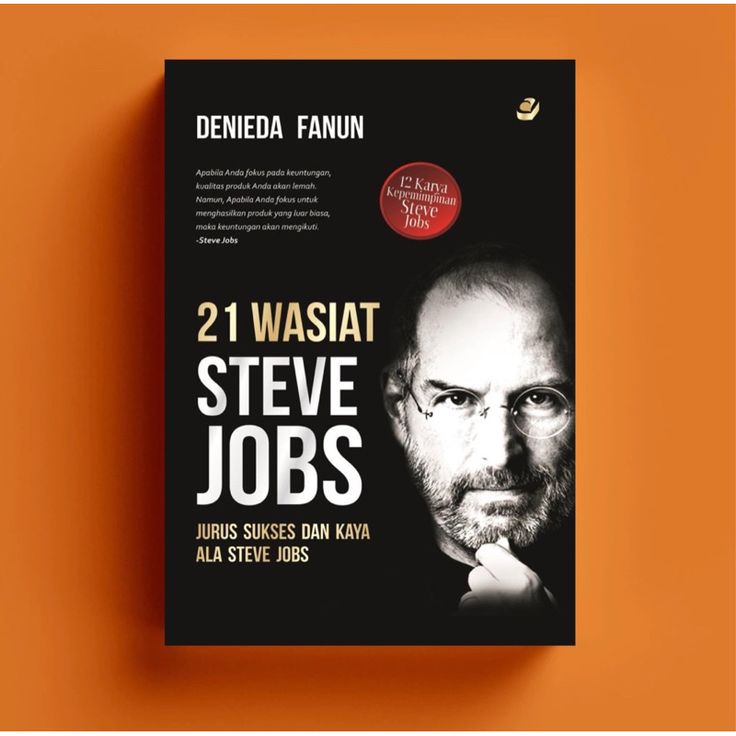 DENIEDA FANUN
Apabila Anda fokus pada keuntungan,
kualitas produk Anda akan lemah.
Namun, Apabila Anda fokus untuk
menghasilkan produk yang luar biasa,
maka keuntungan akan mengikuti.
-Steve Jobs
12 Karya
Kepemimpinan
Steve
Jobs
21 WASIAT
STEVE
JOBS
JURUS SUKSES DAN KAYA
ALA STEVE JOBS